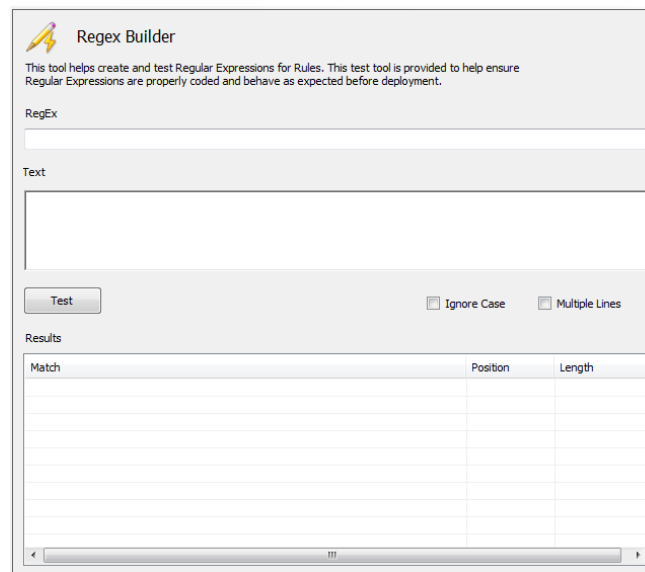 Regex Builder
This tool helps create and test Regular Expressions for Rules. This test tool is provided to help ensure
Regular Expressions are properly coded and behave as expected before deployment.
RegEx
Text
Test
Ignore Case
Multiple Lines
Results
Match Position Length